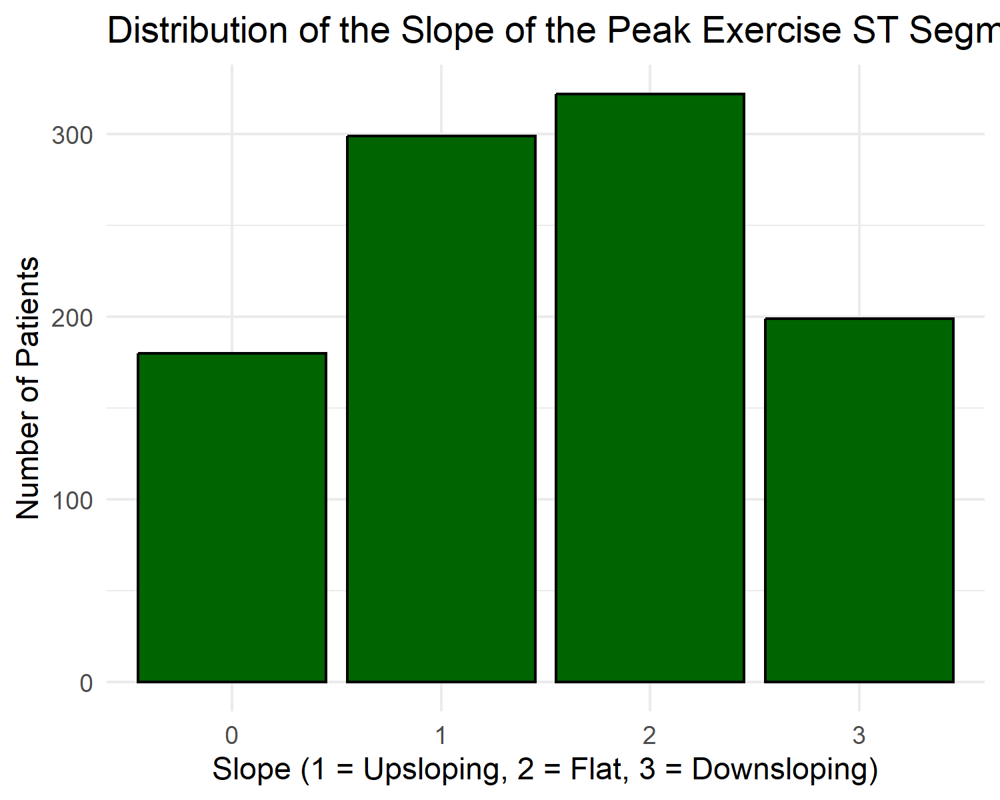 Distribution of the Slope of the Peak Exercise ST Segm
300
200
100
0
Number of Patients
0 1 2 3
Slope (1 = Upsloping, 2 = Flat, 3 = Downsloping)